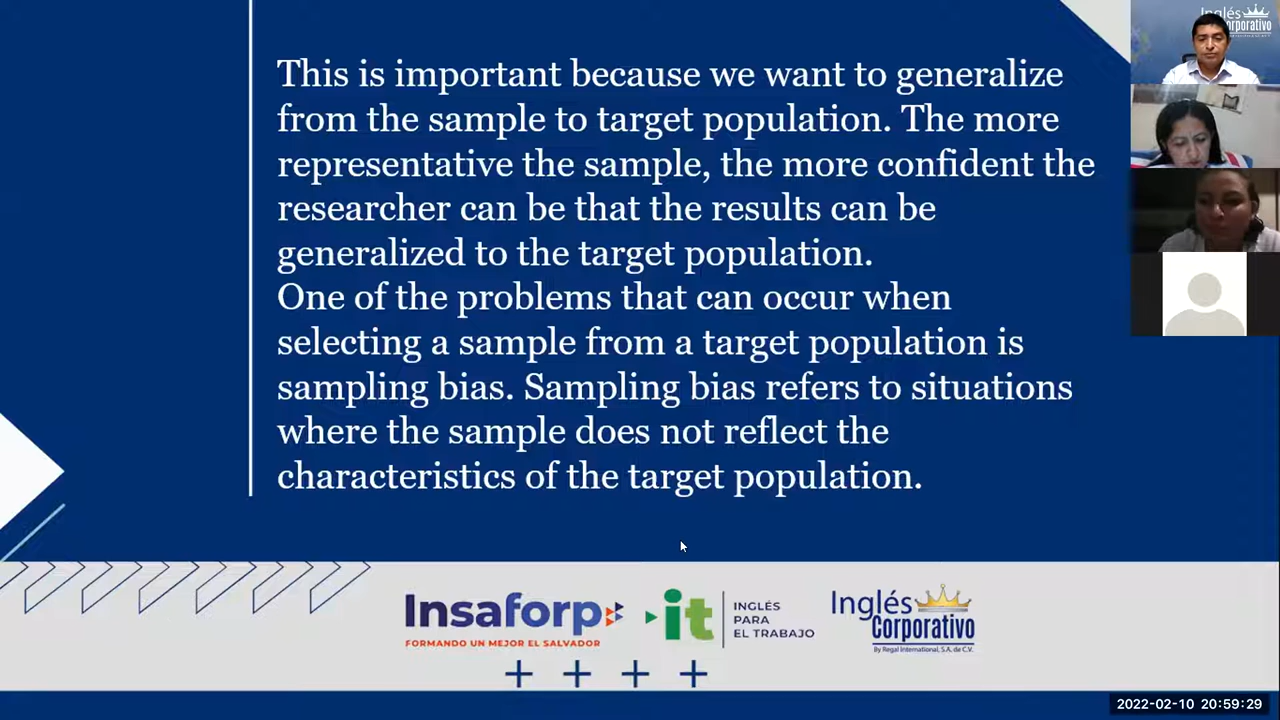 This is important because we want to generalize
from the sample to target population. The more
representative the sample, the more confident the
researcher can be that the results can be
generalized to the target population.
One of the problems that can occur when
selecting a sample from a target population is
sampling bias. Sampling bias refers to situations
where the sample does not reflect the
characteristics of the target population.
Insaforp
FORMANDO UN MEJOR EL SALVADOR
it
INGLÉS
PARA
EL TRABAJO
Inglés
Corporativo
By Regal International, S.A. de C.V.
Inglés
2022-02-10 20:59:29